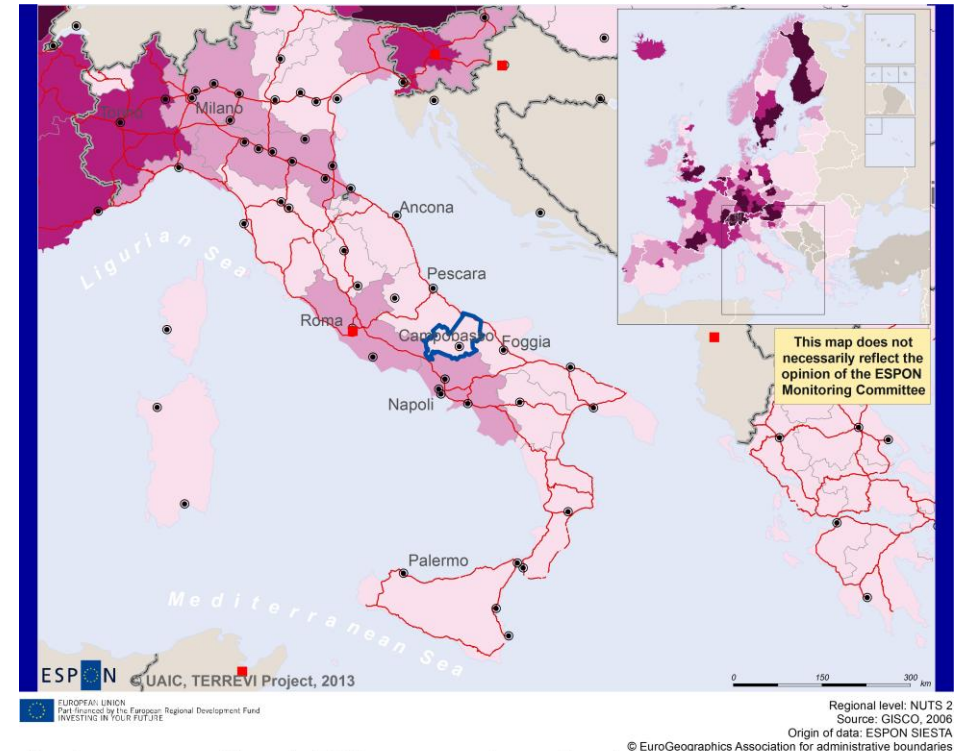 Torino
Milano
Ancona
Ligurian Sea
Pescara
Roma
Campobasso
Foggia
Napoli
This map does not
necessarily reflect the
opinion of the ESPON
Monitoring Committee
Palermo
Mediterranean Sea
ESPON
© UAIC, TERREVI Project, 2013
0 150 300
km
EUROPEAN UNION
Part-financed by the European Regional Development Fund
INVESTING IN YOUR FUTURE
Regional level: NUTS 2
Source: GISCO, 2006
Origin of data: ESPON SIESTA
© EuroGeographics Association for administrative boundaries